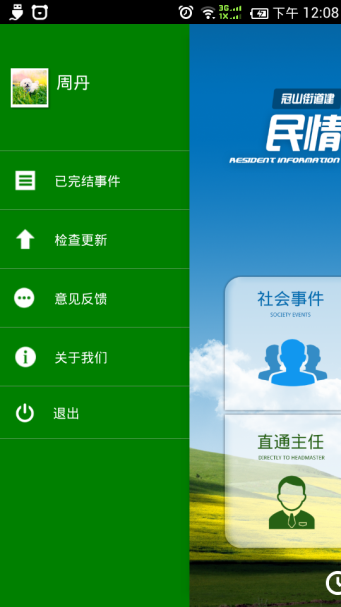 3G
1X
下午 12:08
周丹
已完结事件
检查更新
意见反馈
关于我们
退出
冠山街道建
民情
RESIDENT INFORMATION
社会事件
SOCIETY EVENTS
直通主任
DIRECTLY TO HEADMASTER